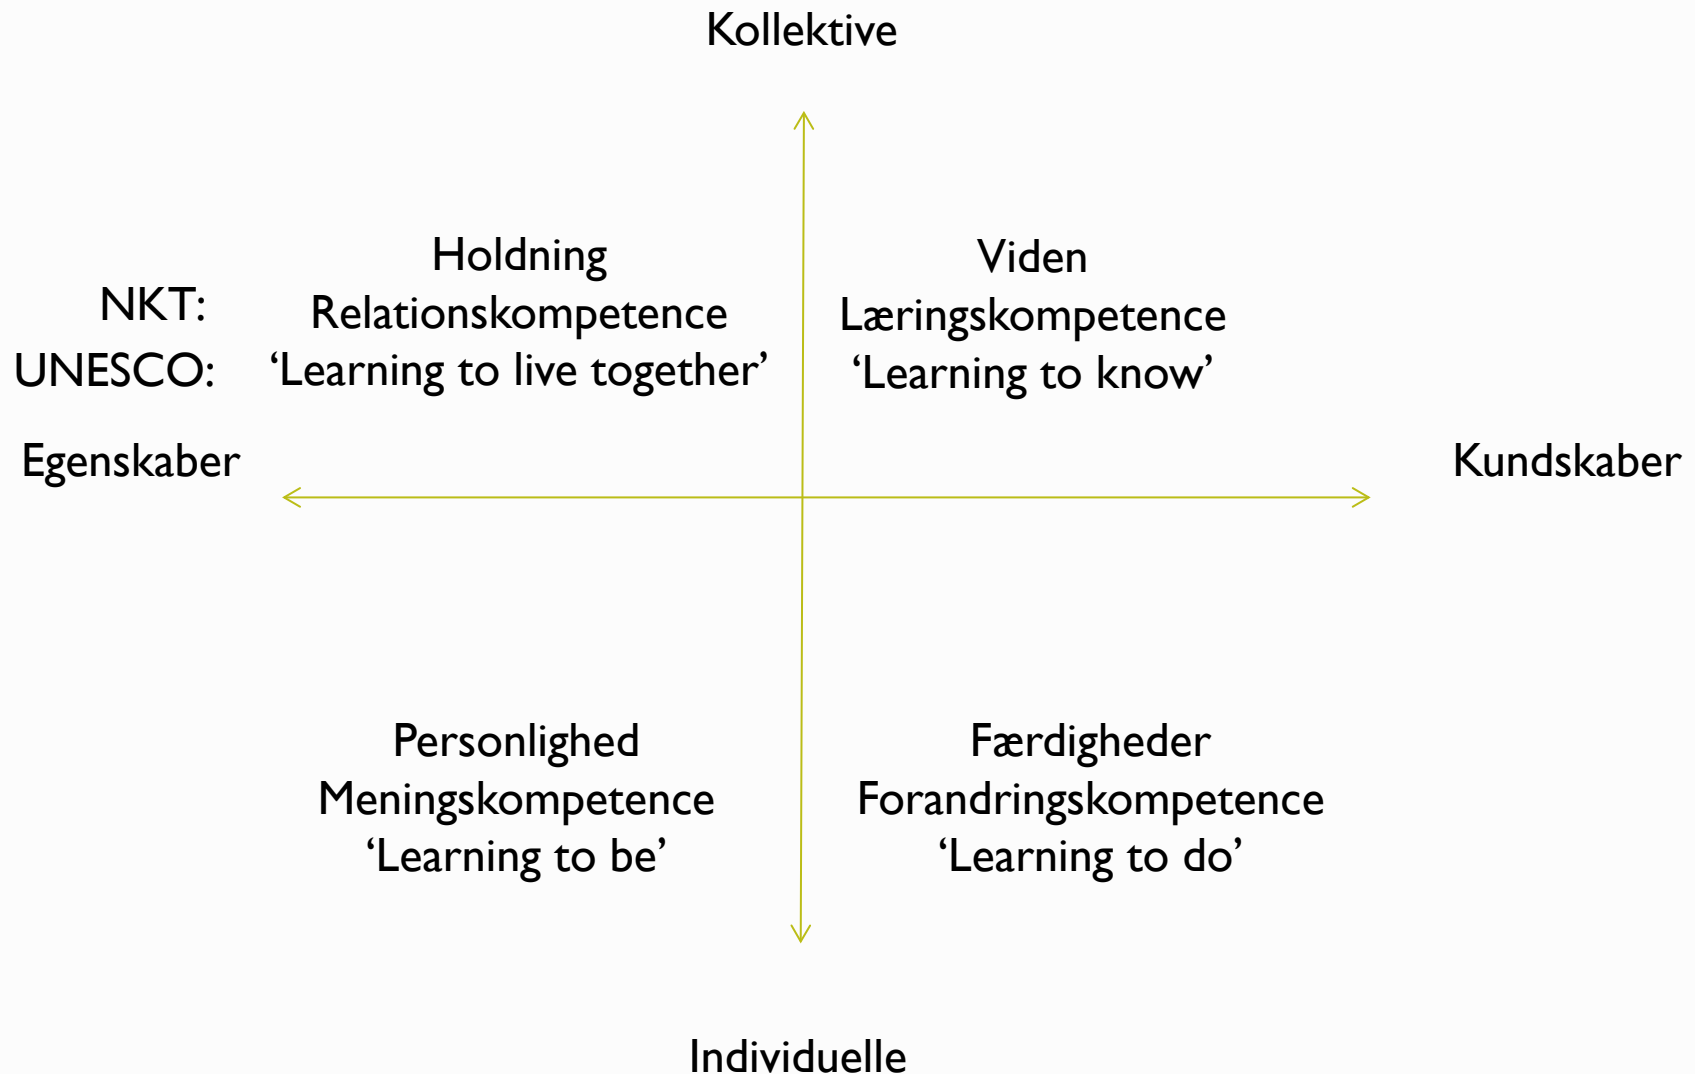 Kollektive
Holdning
Relationskompetence
‘Learning to live together’
Viden
Læringskompetence
‘Learning to know’
NKT:
UNESCO:
Egenskaber
Kundskaber
Personlighed
Meningskompetence
‘Learning to be’
Færdigheder
Forandringskompetence
‘Learning to do’
Individuelle